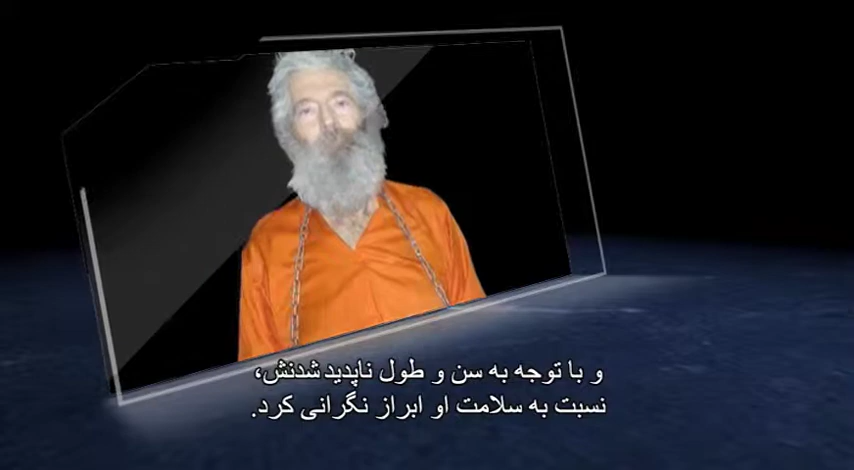 و با توجه به سن و طول ناپدید شدنش،
نسبت به سلامت او ابراز نگرانی کرد.